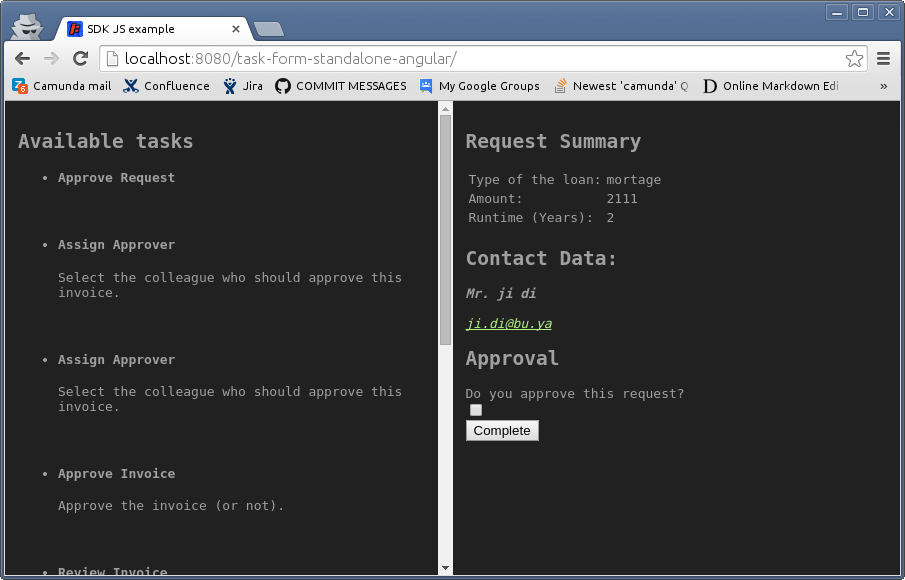 SDK JS example
localhost:8080/task-form-standalone-angular/
Camunda mail
Confluence
Jira
COMMIT MESSAGES
My Google Groups
Newest 'camunda' Q
Online Markdown Edi
»
Available tasks
• Approve Request
• Assign Approver
Select the colleague who should approve this
invoice.
• Assign Approver
Select the colleague who should approve this
invoice.
• Approve Invoice
Approve the invoice (or not).
• Review Invoice
Request Summary
Type of the loan: mortage
Amount: 2111
Runtime (Years): 2
Contact Data:
Mr. ji di
ji.di@bu.ya
Approval
Do you approve this request?
Complete